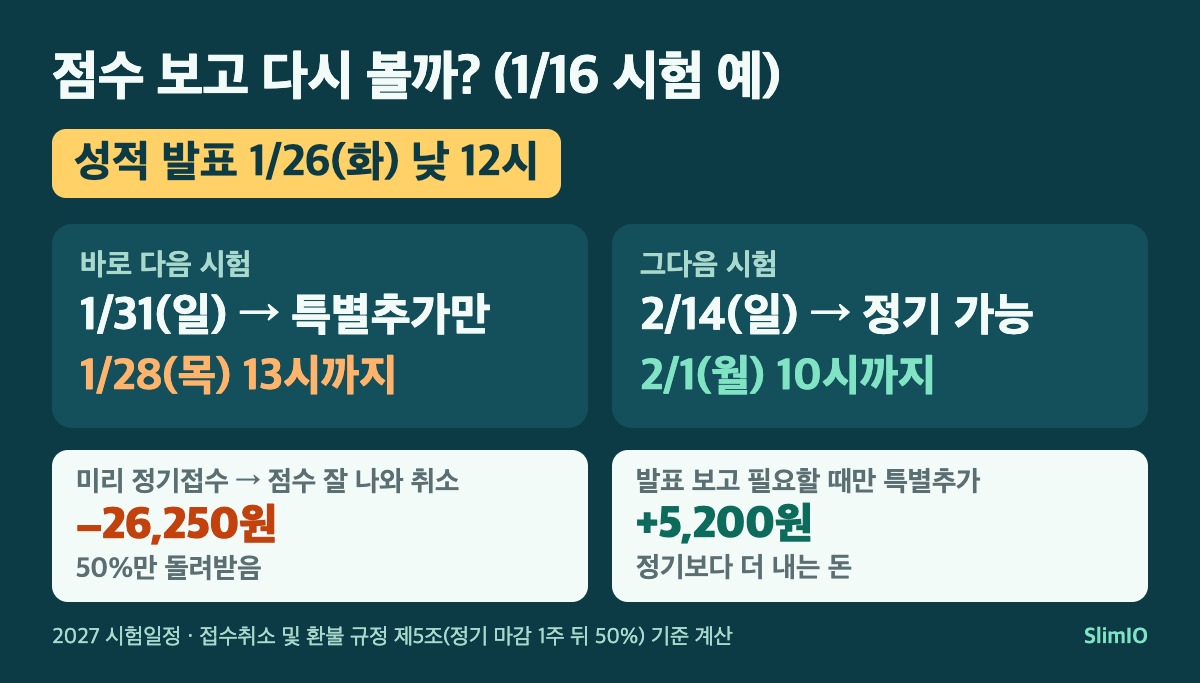 점수 보고 다시 볼까? (1/16 시험 예)
성적 발표 1/26(화) 낮 12시
바로 다음 시험
1/31(일) → 특별추가만
1/28(목) 13시까지
그다음 시험
2/14(일) → 정기 가능
2/1(월) 10시까지
미리 정기접수 → 점수 잘 나와 취소
–26,250원
50%만 돌려받음
발표 보고 필요할 때만 특별추가
+5,200원
정기보다 더 내는 돈
2027 시험일정 · 접수취소 및 환불 규정 제5조(정기 마감 1주 뒤 50%) 기준 계산
SlimIO